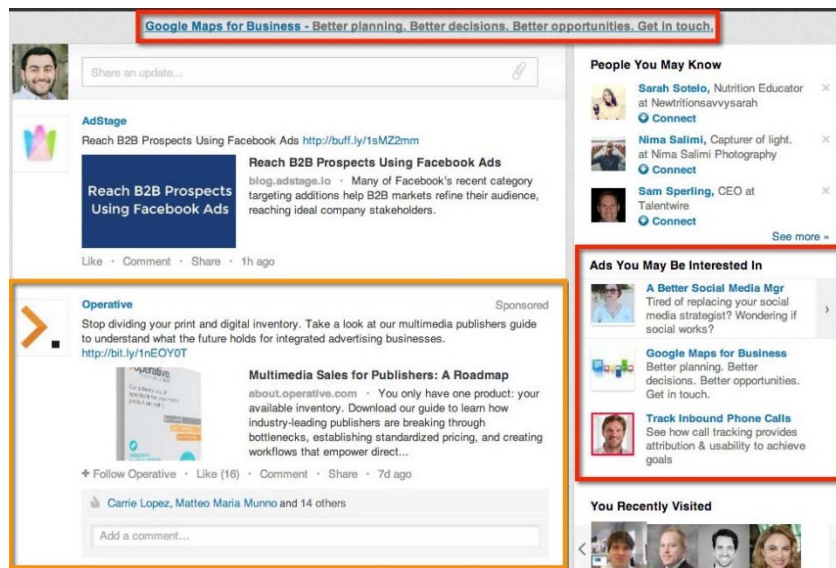 Google Maps for Business - Better planning. Better decisions. Better opportunities. Get in touch.
Share an update...
AdStage
Reach B2B Prospects Using Facebook Ads http://buff.ly/1sMZ2mm
Reach B2B Prospects
Using Facebook Ads
Reach B2B Prospects Using Facebook Ads
blog.adstage.io · Many of Facebook's recent category
targeting additions help B2B markets refine their audience,
reaching ideal company stakeholders.
Like · Comment · Share · 1h ago
Operative
Sponsored
Stop dividing your print and digital inventory. Take a look at our multimedia publishers guide
to understand what the future holds for integrated advertising businesses.
http://bit.ly/1nEOY0T
operative
Multimedia Sales for Publishers: A Roadmap
about.operative.com · You only have one product: your
available inventory. Download our guide to learn how
industry-leading publishers are breaking through
bottlenecks, establishing standardized pricing, and creating
workflows that empower direct...
+ Follow Operative · Like (16) · Comment · Share · 7d ago
Carrie Lopez, Matteo Maria Munno and 14 others
Add a comment...
People You May Know
Sarah Sotelo, Nutrition Educator
at Newtritionsavvysarah
Connect
Nima Salimi, Capturer of light.
at Nima Salimi Photography
Connect
Sam Sperling, CEO at
Talentwire
Connect
See more »
Ads You May Be Interested In
A Better Social Media Mgr
Tired of replacing your social
media strategist? Wondering if
social works?
Google Maps for Business
Better planning. Better
decisions. Better opportunities.
Get in touch.
Track Inbound Phone Calls
See how call tracking provides
attribution & usability to achieve
goals
You Recently Visited